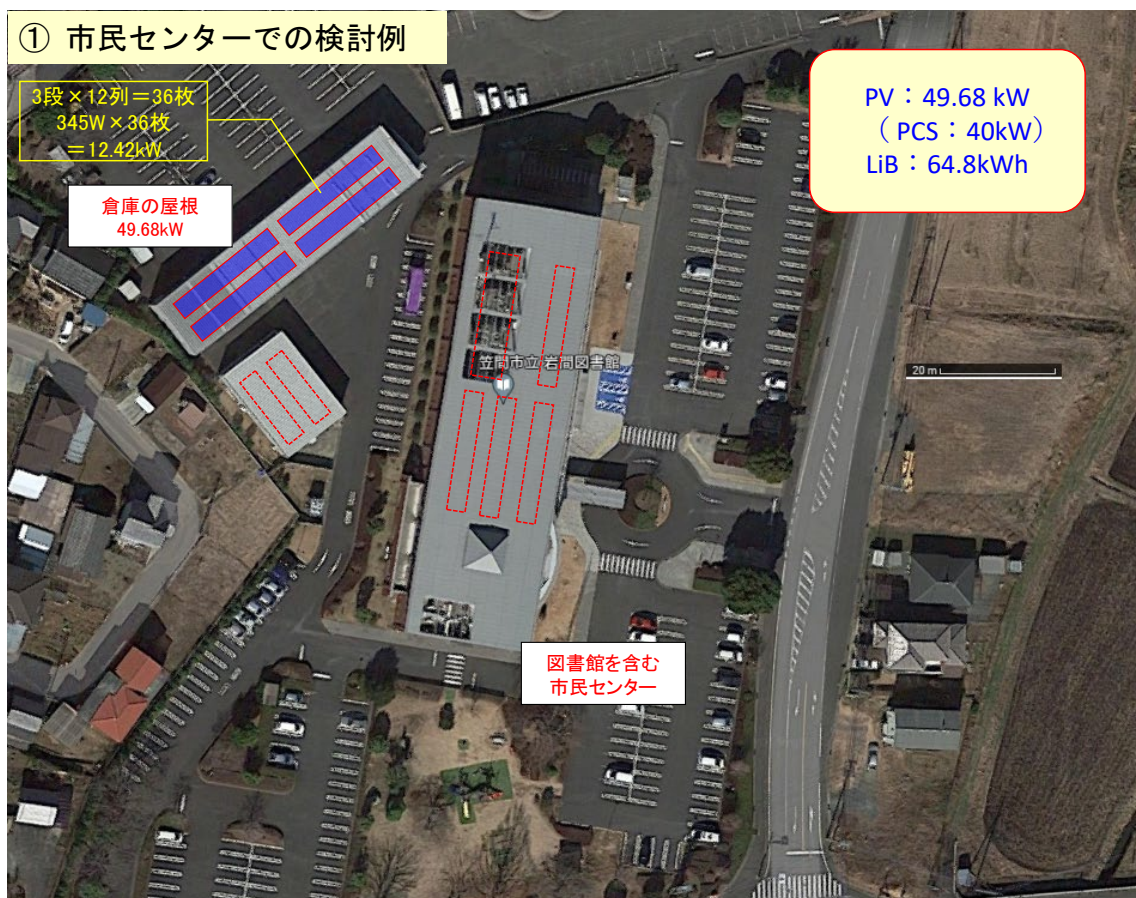 ① 市民センターでの検討例
3段×12列＝36枚
345W×36枚
＝12.42kW
倉庫の屋根
49.68kW
PV：49.68 kW
（ PCS：40kW）
LiB：64.8kWh
笠間市立 岩間図書館
20 m
図書館を含む
市民センター